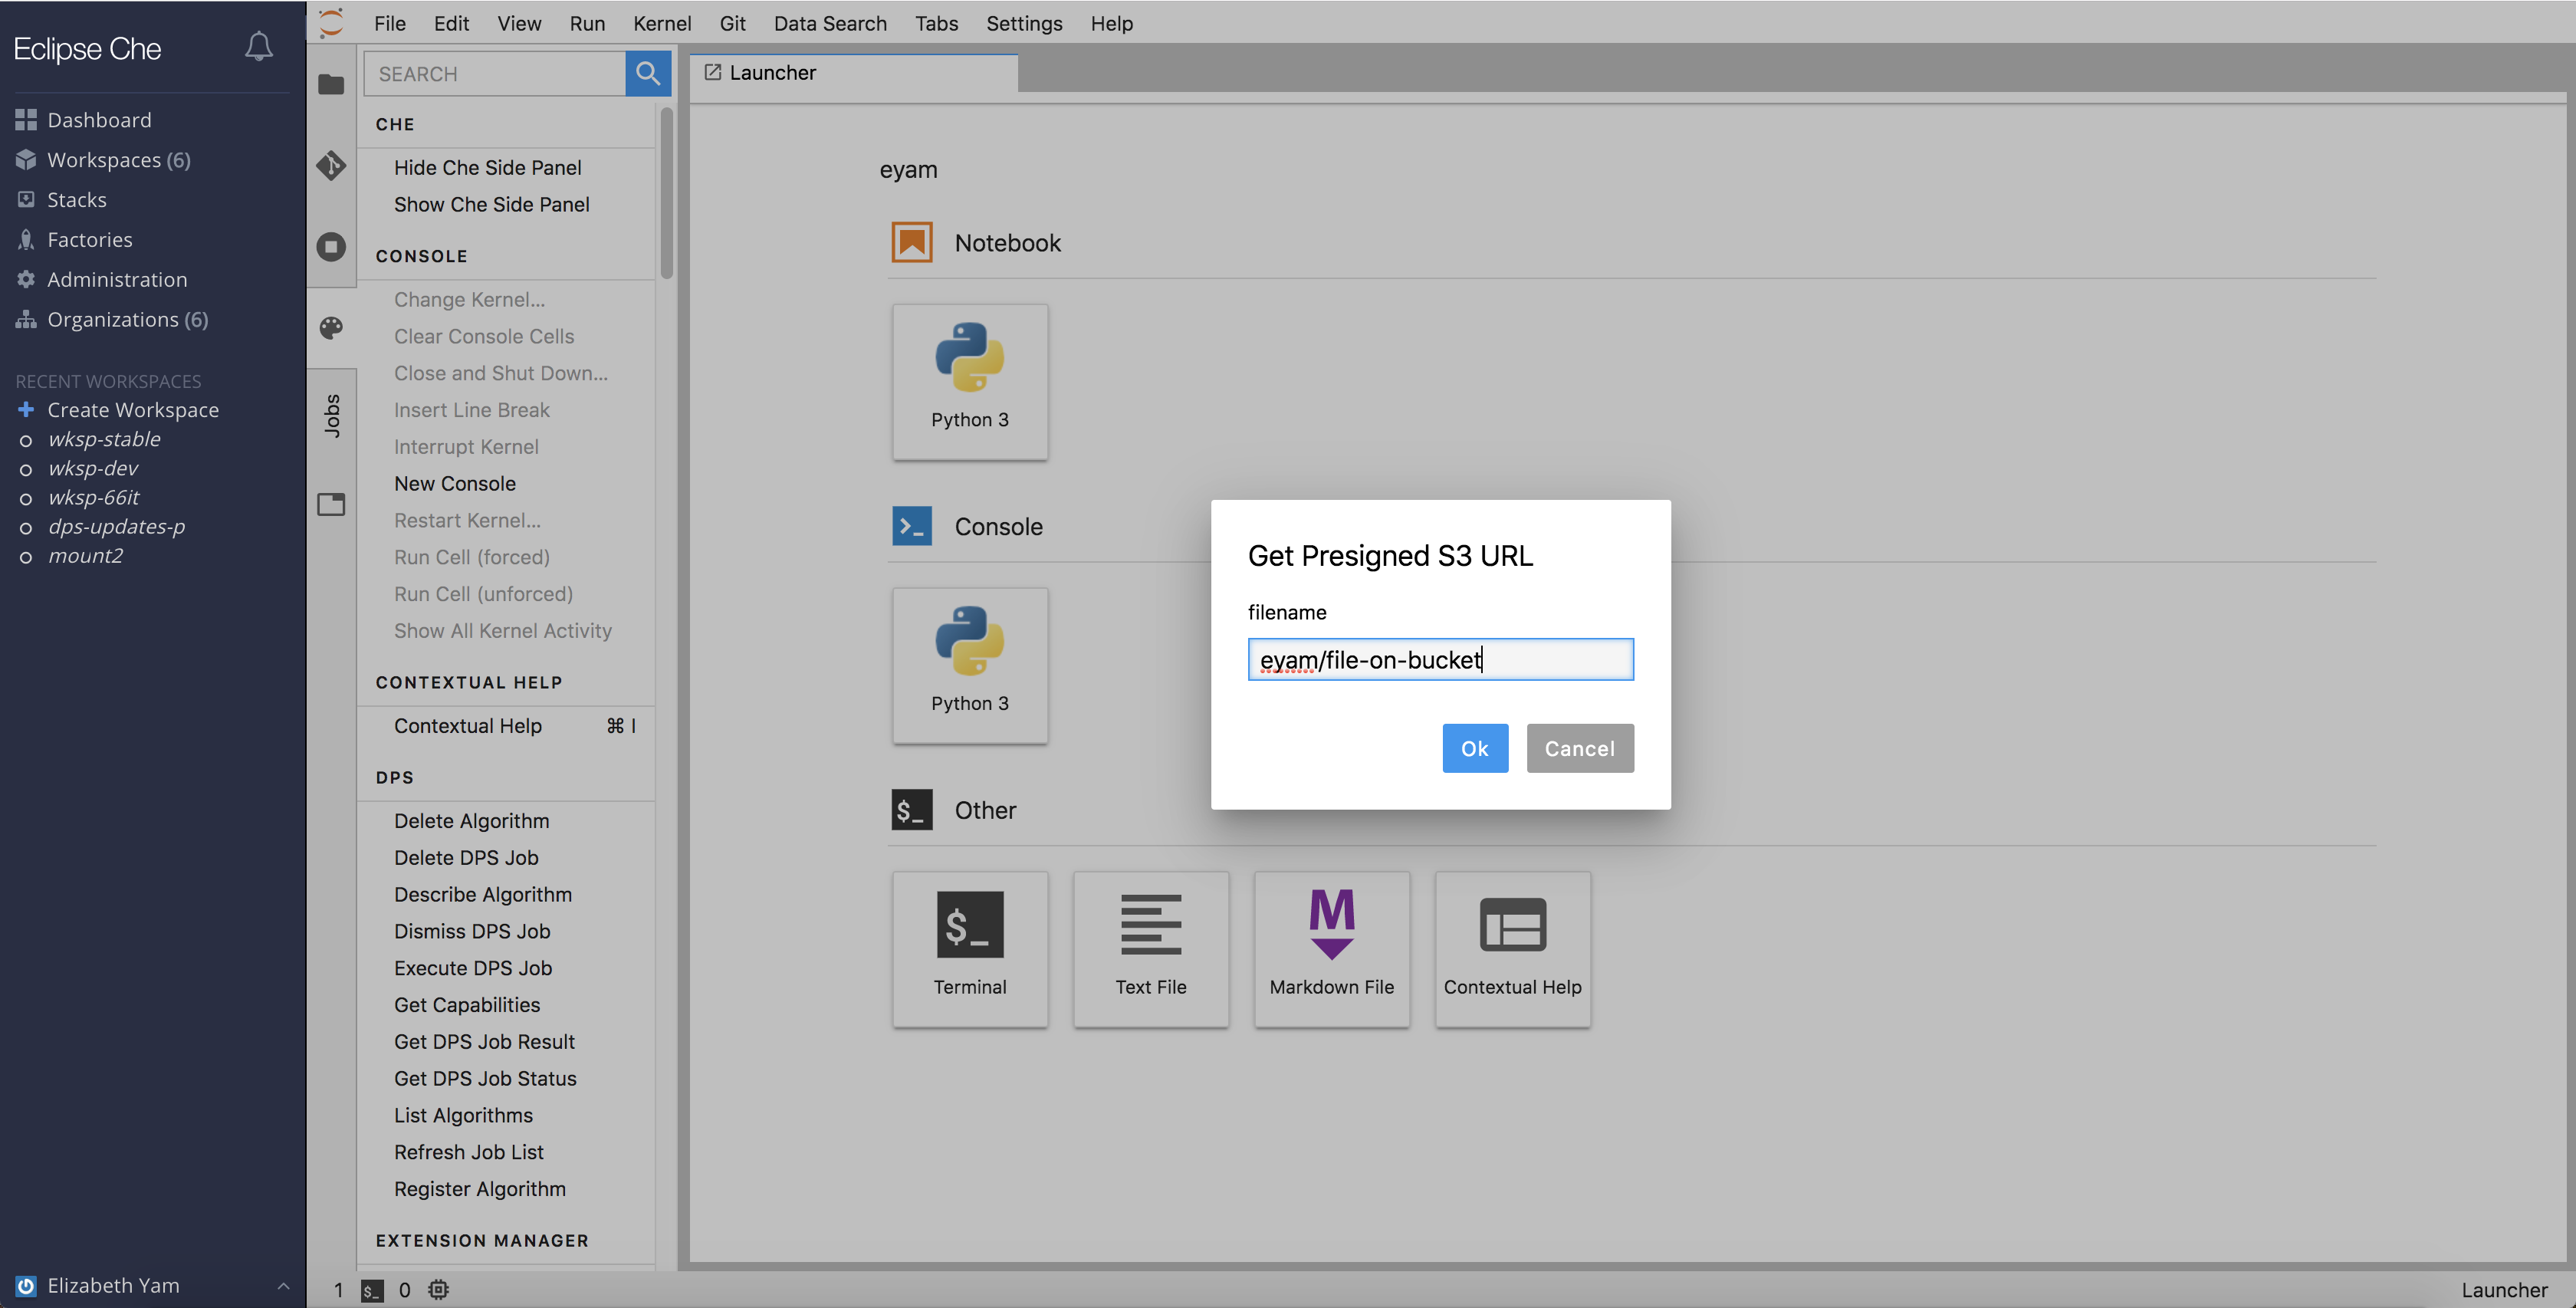 Eclipse Che
Dashboard
Workspaces (6)
Stacks
Factories
Administration
Organizations (6)
RECENT WORKSPACES
Create Workspace
wksp-stable
wksp-dev
wksp-66it
dps-updates-p
mount2
Elizabeth Yam
File Edit View Run Kernel Git Data Search Tabs Settings Help
Jobs
SEARCH
CHE
Hide Che Side Panel
Show Che Side Panel
CONSOLE
Change Kernel...
Clear Console Cells
Close and Shut Down...
Insert Line Break
Interrupt Kernel
New Console
Restart Kernel...
Run Cell (forced)
Run Cell (unforced)
Show All Kernel Activity
CONTEXTUAL HELP
Contextual Help ⌘ I
DPS
Delete Algorithm
Delete DPS Job
Describe Algorithm
Dismiss DPS Job
Execute DPS Job
Get Capabilities
Get DPS Job Result
Get DPS Job Status
List Algorithms
Refresh Job List
Register Algorithm
EXTENSION MANAGER
Launcher
eyam
Notebook
Python 3
>_ Console
Python 3
$_ Other
$_
Terminal
Text File
M
Markdown File
Contextual Help
Get Presigned S3 URL
filename
eyam/file-on-bucket
Ok Cancel
1 $_ 0
Launcher